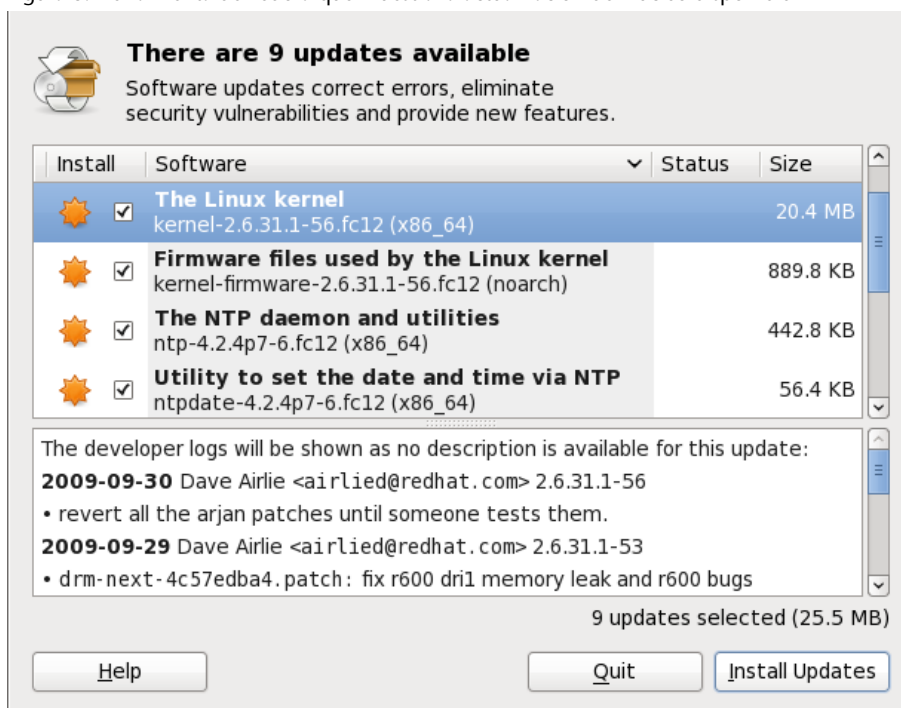 There are 9 updates available
Software updates correct errors, eliminate
security vulnerabilities and provide new features.
Install Software Status Size
The Linux kernel
kernel-2.6.31.1-56.fc12 (x86_64) 20.4 MB
Firmware files used by the Linux kernel
kernel-firmware-2.6.31.1-56.fc12 (noarch) 889.8 KB
The NTP daemon and utilities
ntp-4.2.4p7-6.fc12 (x86_64) 442.8 KB
Utility to set the date and time via NTP
ntpdate-4.2.4p7-6.fc12 (x86_64) 56.4 KB
The developer logs will be shown as no description is available for this update:
2009-09-30 Dave Airlie <airlied@redhat.com> 2.6.31.1-56
• revert all the arjan patches until someone tests them.
2009-09-29 Dave Airlie <airlied@redhat.com> 2.6.31.1-53
• drm-next-4c57edba4.patch: fix r600 dri1 memory leak and r600 bugs
9 updates selected (25.5 MB)
Help Quit Install Updates